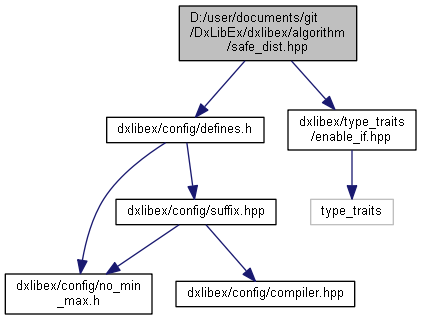 D:/user/documents/git
/DxLibEx/dxlibex/algorithm
/safe_dist.hpp
dxlibex/config/defines.h
dxlibex/type_traits
/enable_if.hpp
dxlibex/config/suffix.hpp
type_traits
dxlibex/config/no_min
_max.h
dxlibex/config/compiler.hpp